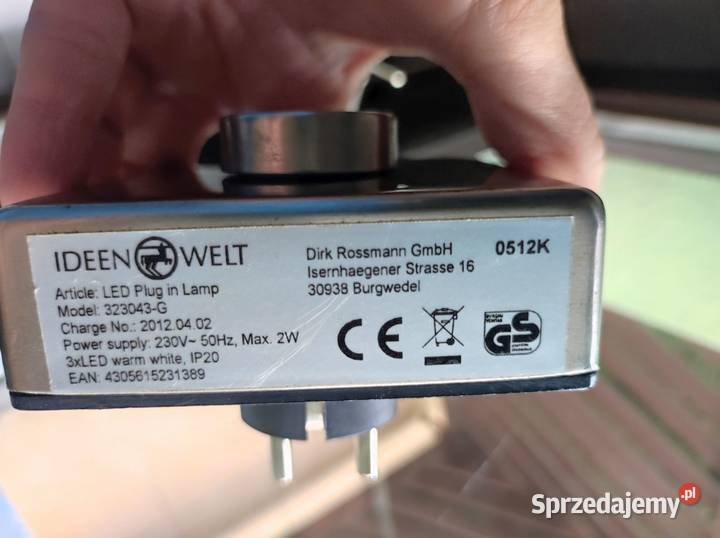 IDEEN WELT
Article: LED Plug in Lamp
Model: 323043-G
Charge No.: 2012.04.02
Power supply: 230V~ 50Hz, Max. 2W
3xLED warm white, IP20
EAN: 4305615231389
Dirk Rossmann GmbH
Isernhaegener Strasse 16
30938 Burgwedel
0512K
CE
GS
Sprzedajemy.pl